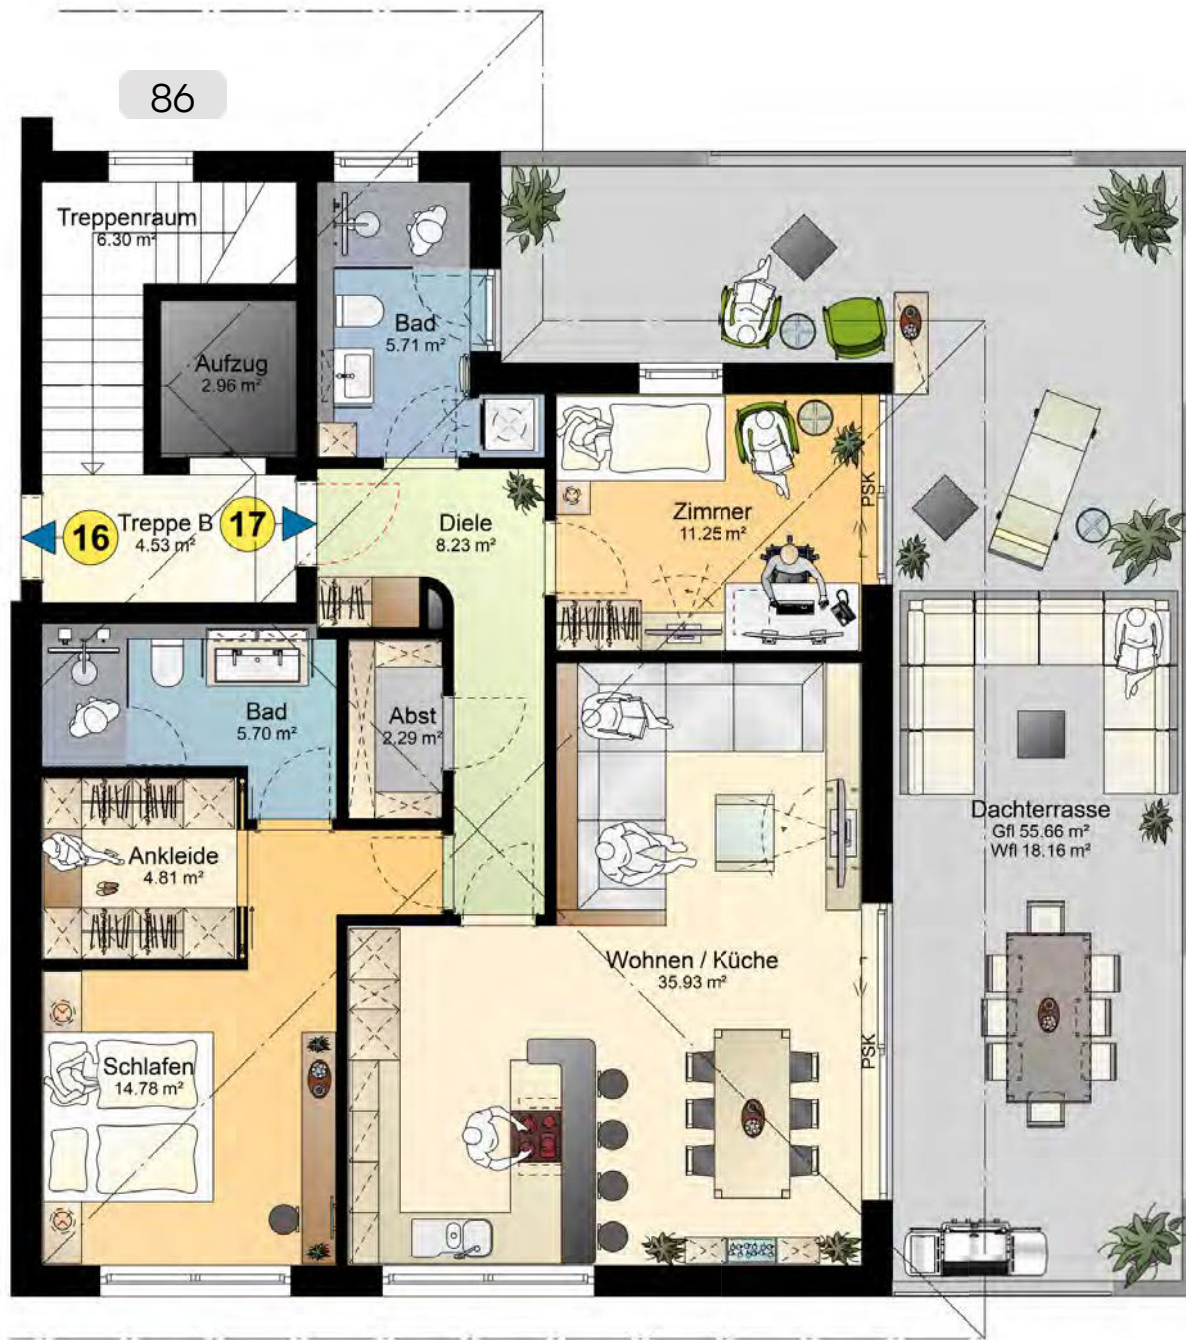 86
Treppenraum
6.30 m²
Bad
5.71 m²
Aufzug
2.96 m²
16
Treppe B
4.53 m²
17
Diele
8.23 m²
Zimmer
11.25 m²
PSK
Bad
5.70 m²
Abst
2.29 m²
Dachterrasse
Gfl 55.66 m²
Wfl 18.16 m²
Ankleide
4.81 m²
Wohnen / Küche
35.93 m²
PSK
Schlafen
14.78 m²